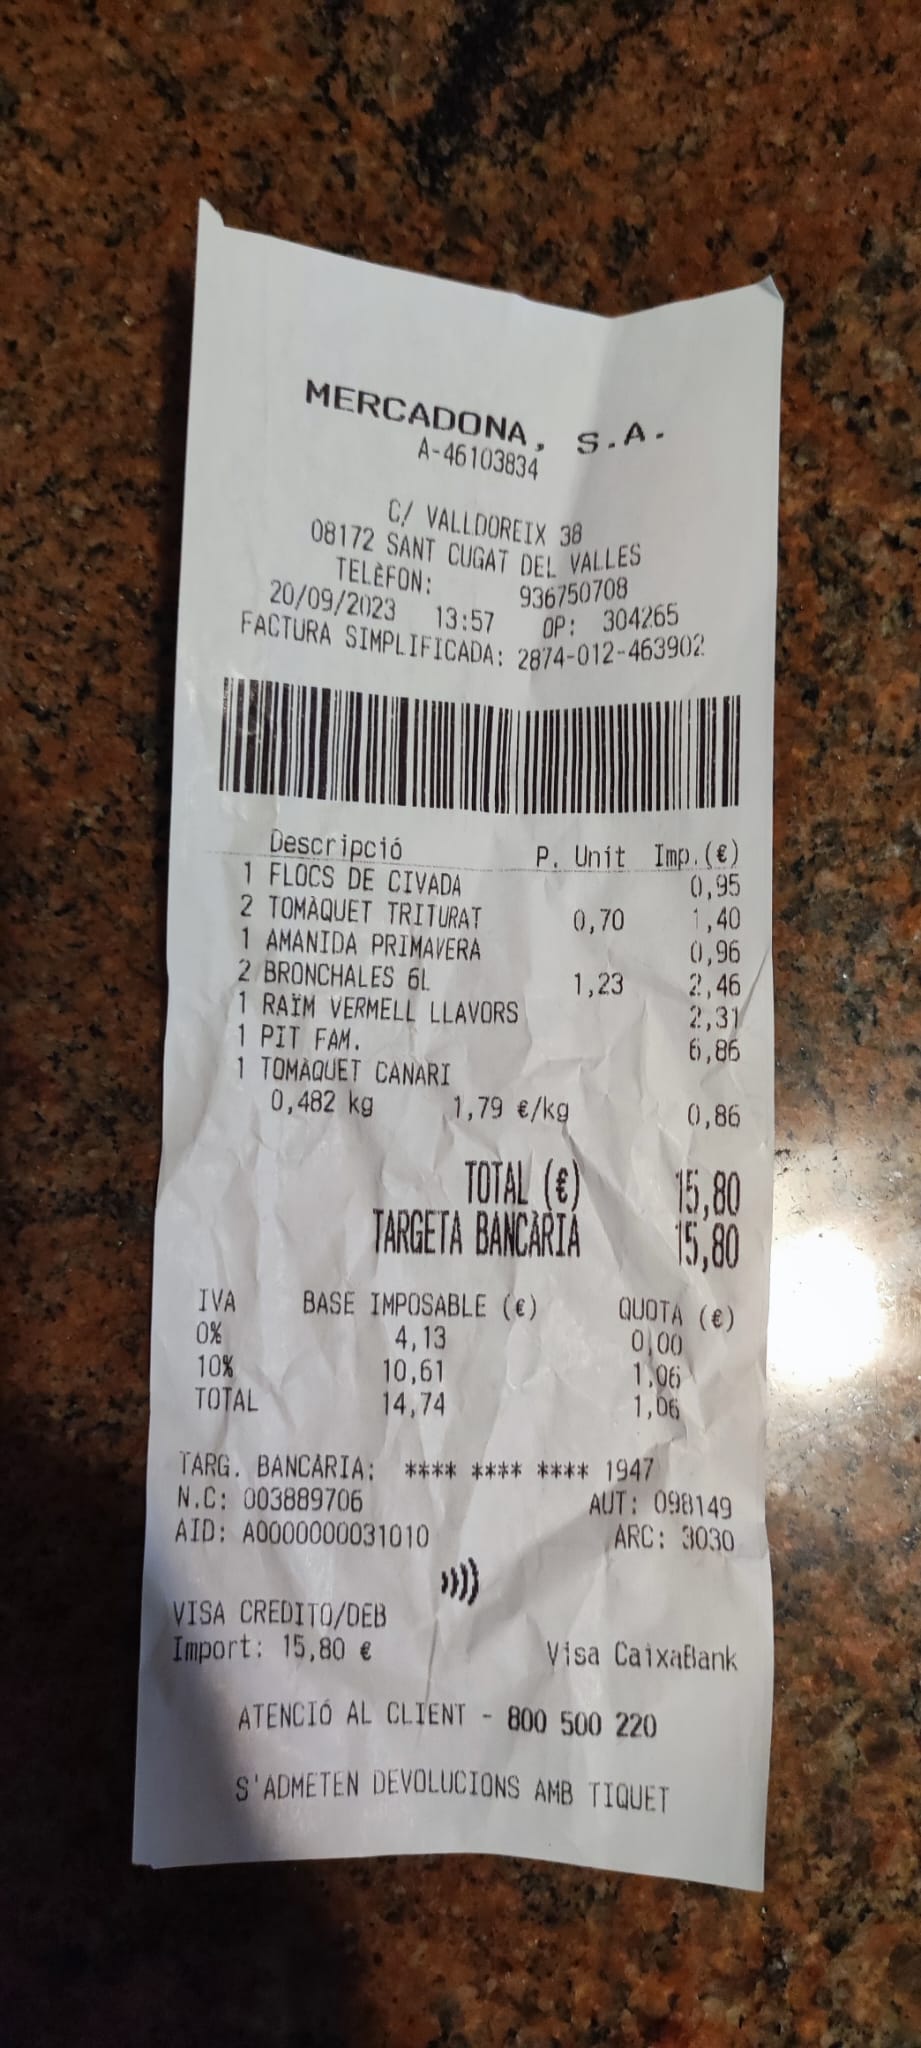 MERCADONA, S.A.
A-46103834
C/ VALLDOREIX 38
08172 SANT CUGAT DEL VALLES
TELÈFON: 936750708
20/09/2023 13:57 OP: 304265
FACTURA SIMPLIFICADA: 2874-012-463902
Descripció P. Unit Imp.(€)
1 FLOCS DE CIVADA 0,95
2 TOMÀQUET TRITURAT 0,70 1,40
1 AMANIDA PRIMAVERA 0,96
2 BRONCHALES 6L 1,23 2,46
1 RAÏM VERMELL LLAVORS 2,31
1 PIT FAM. 6,86
1 TOMÀQUET CANARI
0,482 kg 1,79 €/kg 0,86
TOTAL (€) 15,80
TARGETA BANCÀRIA 15,80
IVA BASE IMPOSABLE (€) QUOTA (€)
0% 4,13 0,00
10% 10,61 1,06
TOTAL 14,74 1,06
TARG. BANCÀRIA: **** **** **** 1947
N.C: 003889706 AUT: 098149
AID: A0000000031010 ARC: 3030
VISA CREDITO/DEB
Import: 15,80 € Visa CaixaBank
ATENCIÓ AL CLIENT - 800 500 220
S'ADMETEN DEVOLUCIONS AMB TIQUET